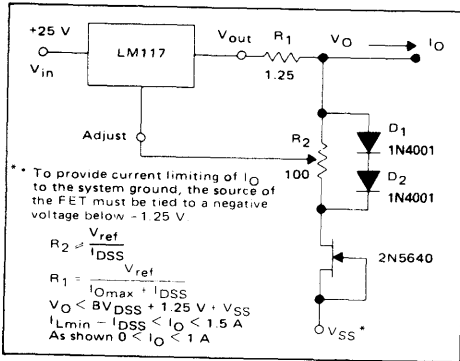 +25 V
V_in
LM117
V_out
R_1
1.25
V_O
I_O
Adjust
R_2
100
D_1
1N4001
D_2
1N4001
2N5640
V_SS*
* To provide current limiting of I_O
to the system ground, the source of
the FET must be tied to a negative
voltage below -1.25 V.
R_2 = V_ref / I_DSS
R_1 = V_ref / I_Omax + I_DSS
V_O < BV_DSS + 1.25 V + V_SS
I_Lmin - I_DSS < I_O < 1.5 A
As shown 0 < I_O < 1 A